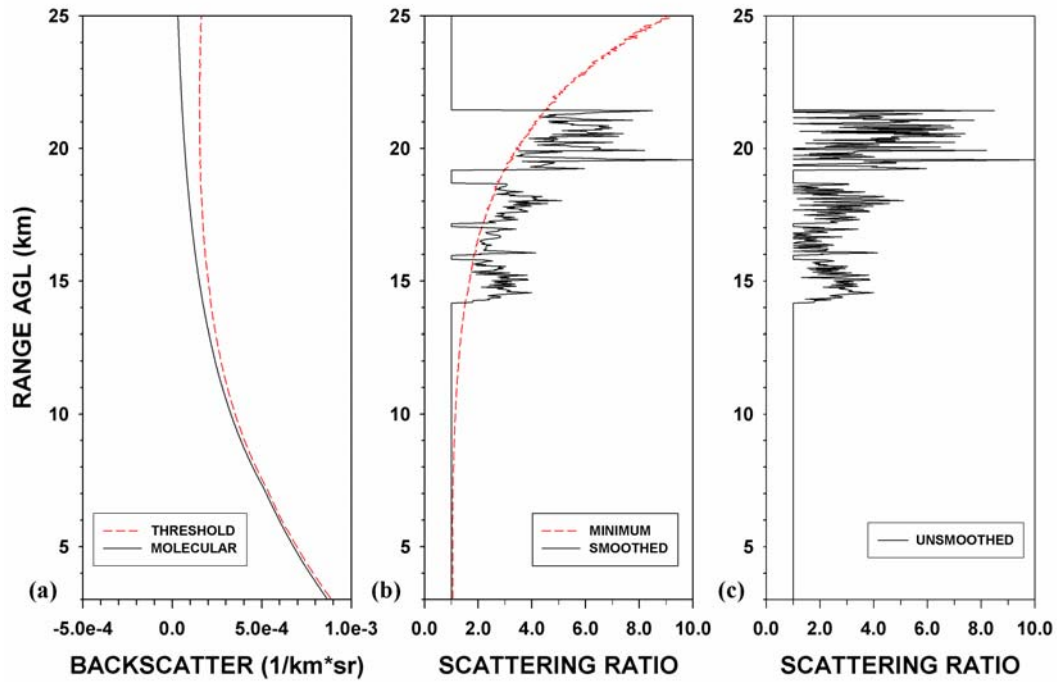 25
20
15
10
5
RANGE AGL (km)
THRESHOLD
MOLECULAR
(a)
-5.0e-4 0.0 5.0e-4 1.0e-3
BACKSCATTER (1/km*sr)
25
20
15
10
5
MINIMUM
SMOOTHED
(b)
0.0 2.0 4.0 6.0 8.0 10.0
SCATTERING RATIO
25
20
15
10
5
UNSMOOTHED
(c)
0.0 2.0 4.0 6.0 8.0 10.0
SCATTERING RATIO